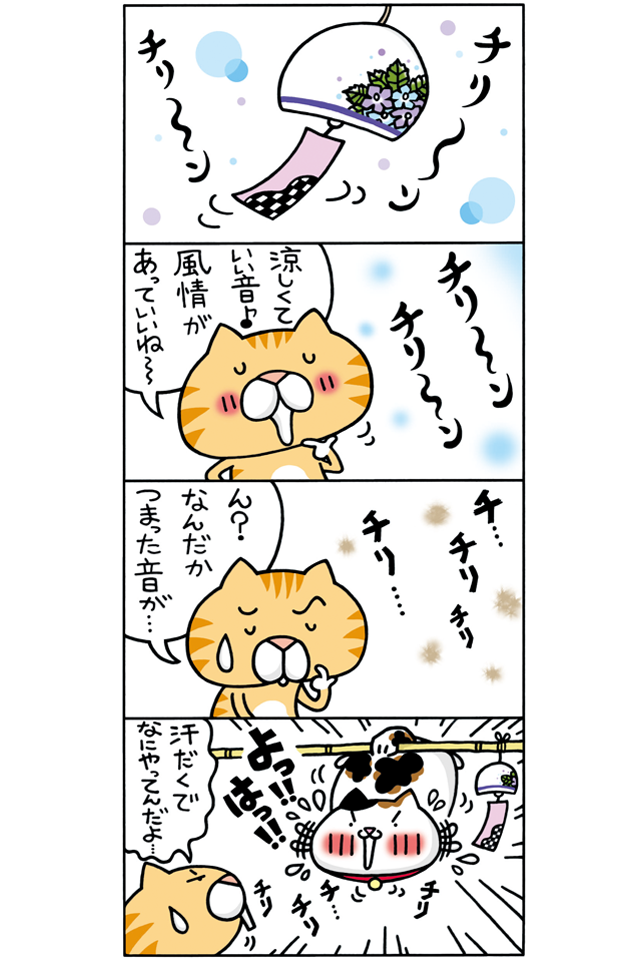 チリ〜ン
チリ〜ン
チリ〜ン
チリ〜ン
涼しくて
いい音♪
風情が
あっていいね〜
チ…
チリ
チリ
チリ……
ん?
なんだか
つまった音が…
よっ!!
はっ!!
汗だくで
なにやってんだよ…
チリ
チ…
チリ
チリ